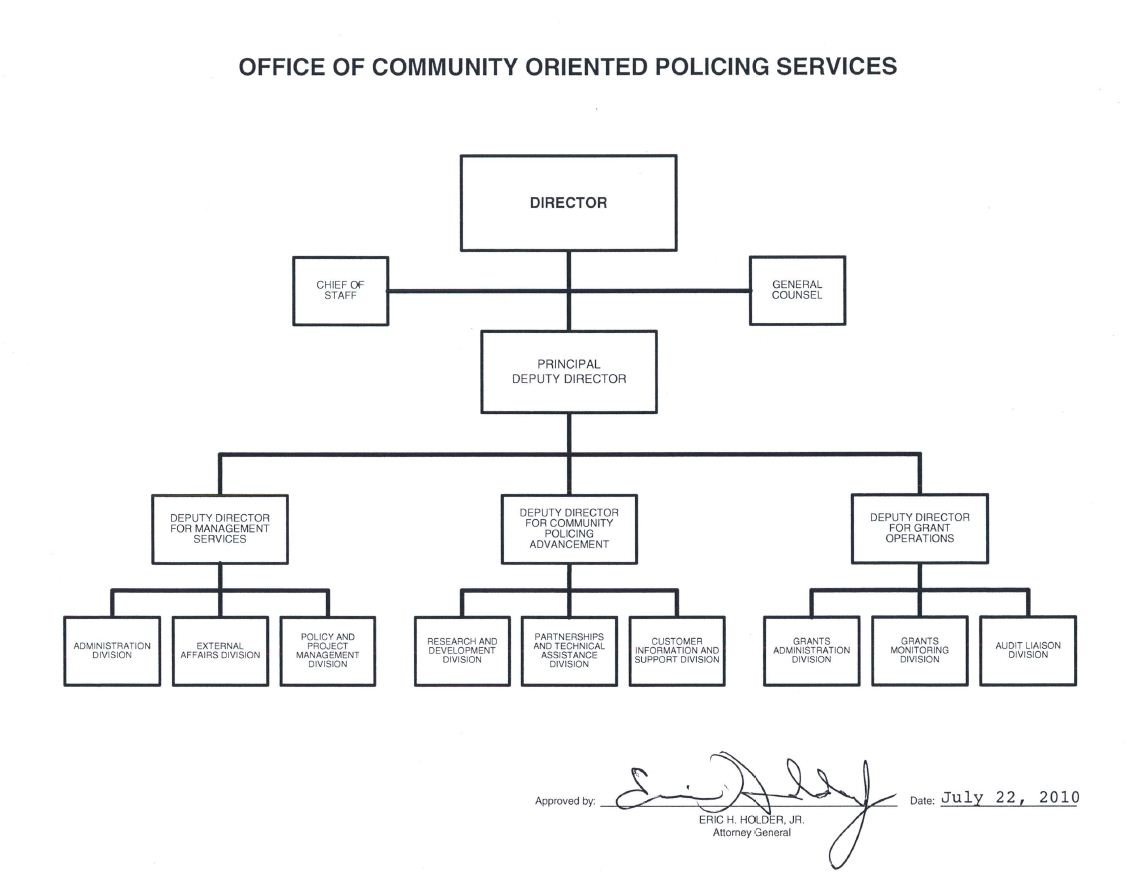 OFFICE OF COMMUNITY ORIENTED POLICING SERVICES
DIRECTOR
CHIEF OF
STAFF
GENERAL
COUNSEL
PRINCIPAL
DEPUTY DIRECTOR
DEPUTY DIRECTOR
FOR MANAGEMENT
SERVICES
DEPUTY DIRECTOR
FOR COMMUNITY
POLICING
ADVANCEMENT
DEPUTY DIRECTOR
FOR GRANT
OPERATIONS
ADMINISTRATION
DIVISION
EXTERNAL
AFFAIRS DIVISION
POLICY AND
PROJECT
MANAGEMENT
DIVISION
RESEARCH AND
DEVELOPMENT
DIVISION
PARTNERSHIPS
AND TECHNICAL
ASSISTANCE
DIVISION
CUSTOMER
INFORMATION AND
SUPPORT DIVISION
GRANTS
ADMINISTRATION
DIVISION
GRANTS
MONITORING
DIVISION
AUDIT LIAISON
DIVISION
Approved by: Eric Holder Date: July 22, 2010
ERIC H. HOLDER, JR.
Attorney General